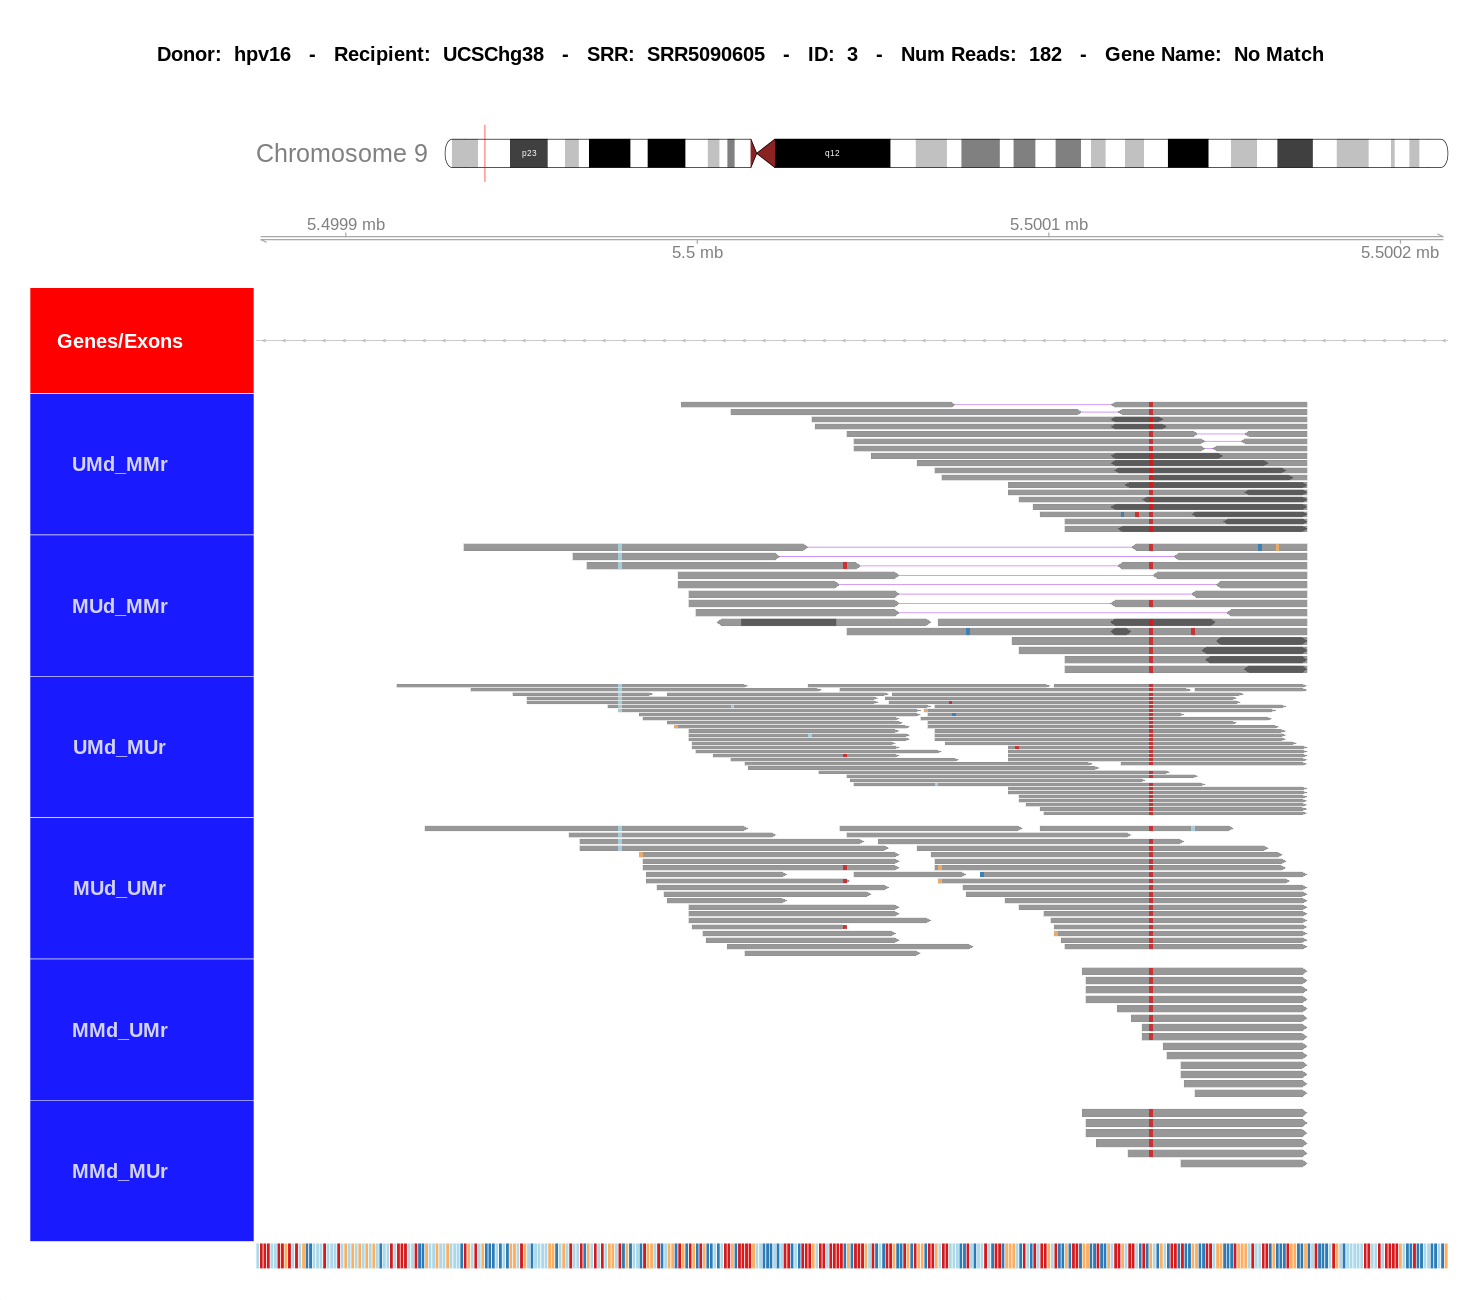 Donor: hpv16 - Recipient: UCSChg38 - SRR: SRR5090605 - ID: 3 - Num Reads: 182 - Gene Name: No Match
Chromosome 9
p23
q12
5.4999 mb
5.5001 mb
5.5 mb
5.5002 mb
Genes/Exons
UMd_MMr
MUd_MMr
UMd_MUr
MUd_UMr
MMd_UMr
MMd_MUr